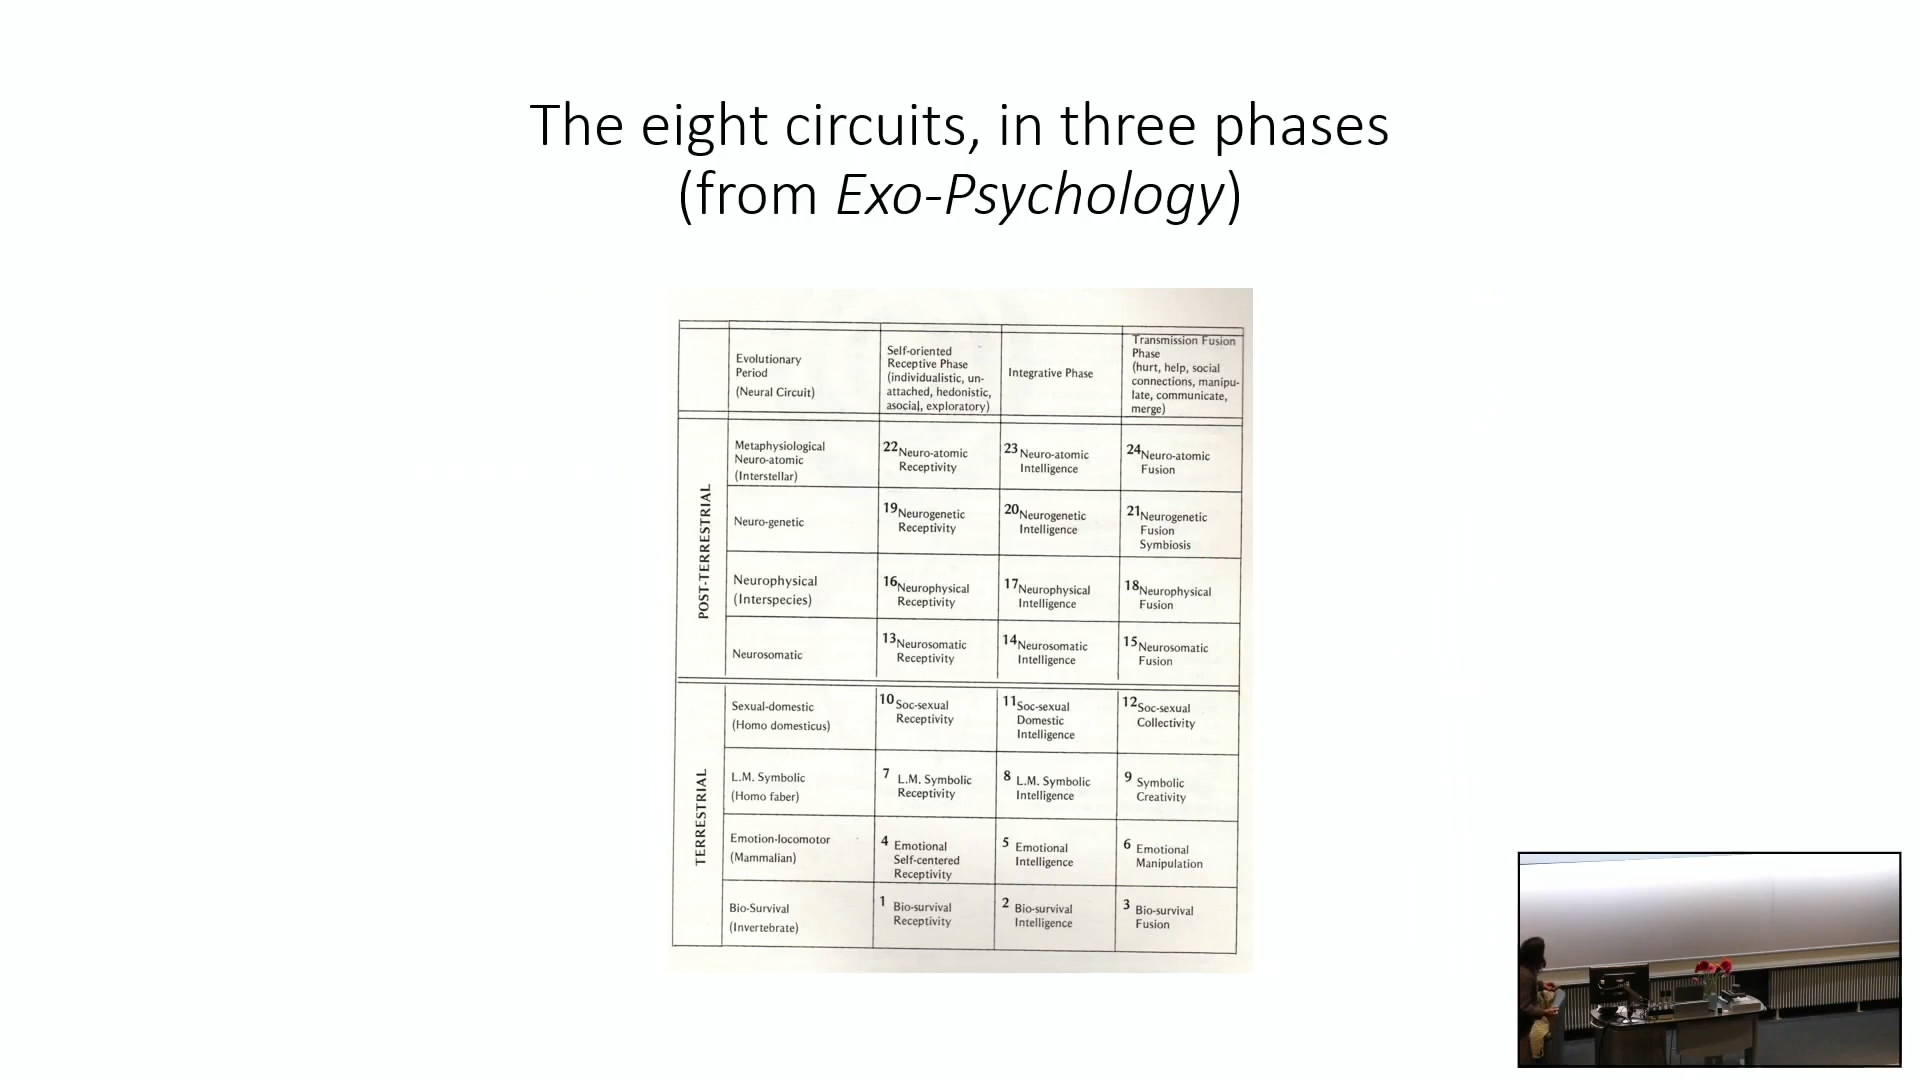 The eight circuits, in three phases
(from Exo-Psychology)
Evolutionary
Period
(Neural Circuit)
Self-oriented
Receptive Phase
(individualistic, un-
attached, hedonistic,
asocial, exploratory)
Integrative Phase
Transmission Fusion
Phase
(hurt, help, social
connections, manipu-
late, communicate,
merge)
POST-TERRESTRIAL
Metaphysiological
Neuro-atomic
(Interstellar)
22 Neuro-atomic
Receptivity
23 Neuro-atomic
Intelligence
24 Neuro-atomic
Fusion
Neuro-genetic
19 Neurogenetic
Receptivity
20 Neurogenetic
Intelligence
21 Neurogenetic
Fusion
Symbiosis
Neurophysical
(Interspecies)
16 Neurophysical
Receptivity
17 Neurophysical
Intelligence
18 Neurophysical
Fusion
Neurosomatic
13 Neurosomatic
Receptivity
14 Neurosomatic
Intelligence
15 Neurosomatic
Fusion
TERRESTRIAL
Sexual-domestic
(Homo domesticus)
10 Soc-sexual
Receptivity
11 Soc-sexual
Domestic
Intelligence
12 Soc-sexual
Collectivity
L.M. Symbolic
(Homo faber)
7 L.M. Symbolic
Receptivity
8 L.M. Symbolic
Intelligence
9 Symbolic
Creativity
Emotion-locomotor
(Mammalian)
4 Emotional
Self-centered
Receptivity
5 Emotional
Intelligence
6 Emotional
Manipulation
Bio-Survival
(Invertebrate)
1 Bio-survival
Receptivity
2 Bio-survival
Intelligence
3 Bio-survival
Fusion